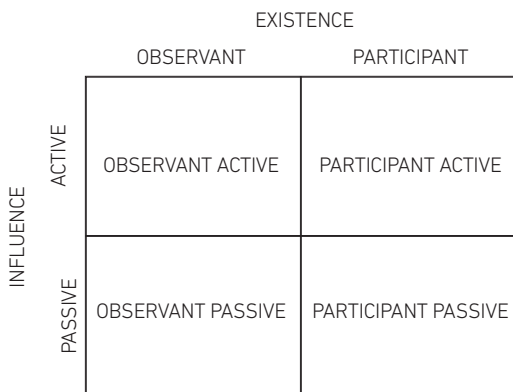 EXISTENCE
OBSERVANT PARTICIPANT
INFLUENCE
ACTIVE
OBSERVANT ACTIVE PARTICIPANT ACTIVE
PASSIVE
OBSERVANT PASSIVE PARTICIPANT PASSIVE